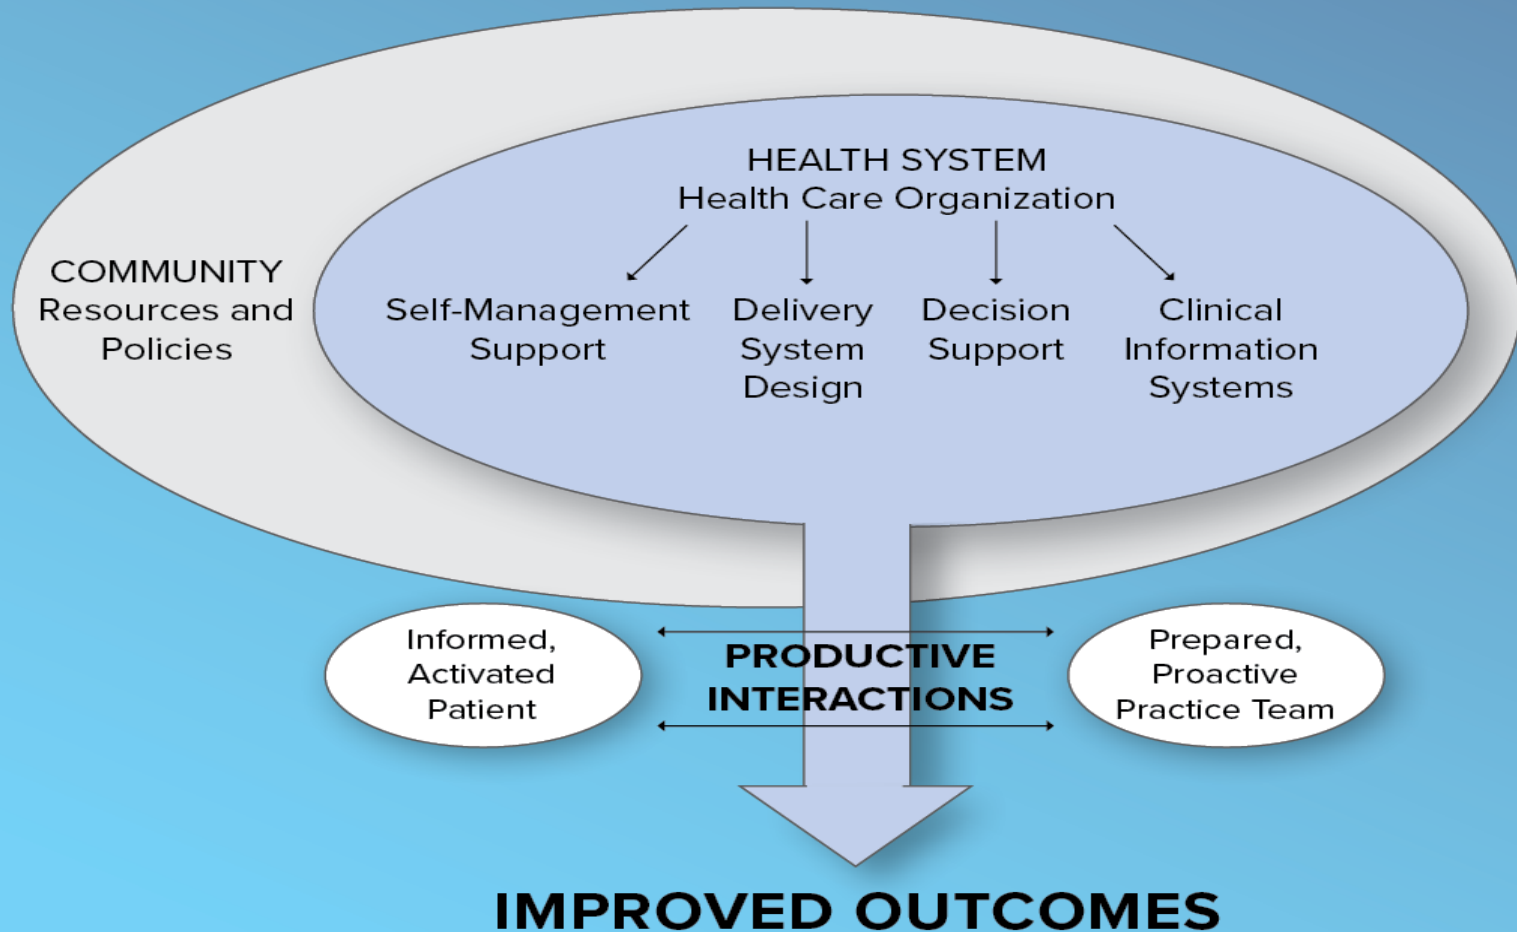 HEALTH SYSTEM
Health Care Organization
COMMUNITY
Resources and
Policies
Self-Management
Support
Delivery
System
Design
Decision
Support
Clinical
Information
Systems
Informed,
Activated
Patient
PRODUCTIVE
INTERACTIONS
Prepared,
Proactive
Practice Team
IMPROVED OUTCOMES